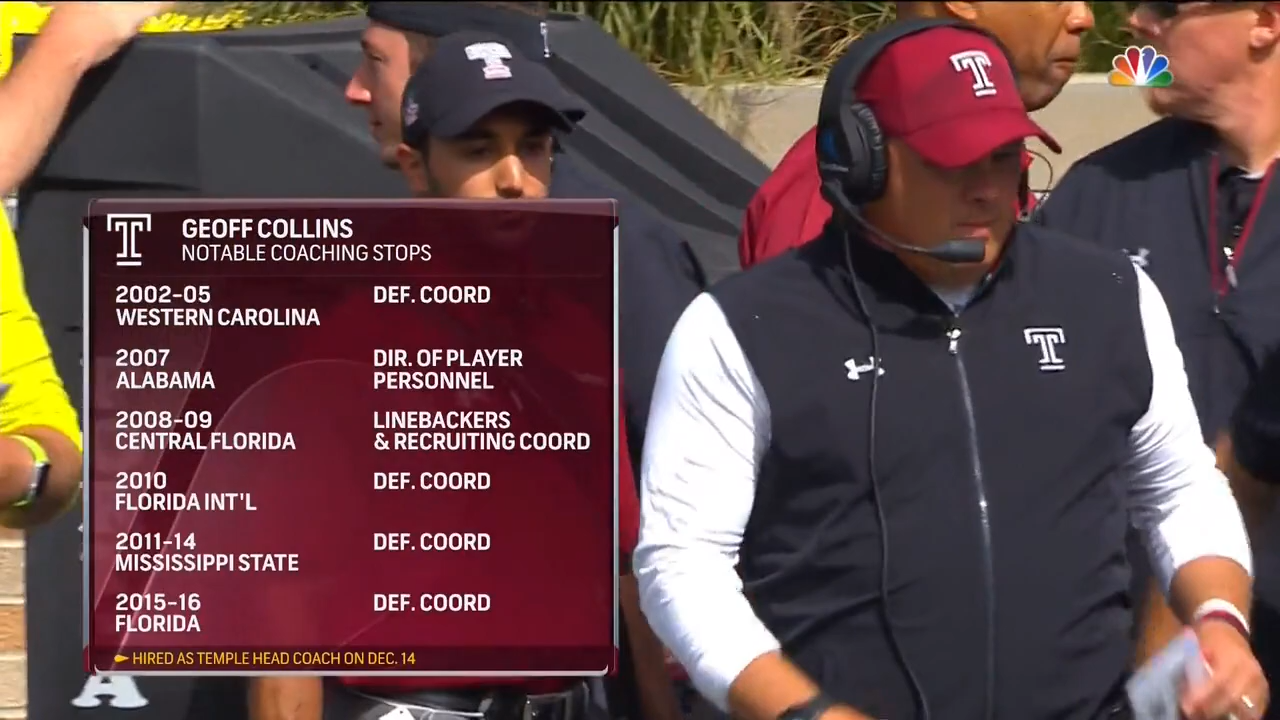 T
GEOFF COLLINS
NOTABLE COACHING STOPS
2002-05 DEF. COORD
WESTERN CAROLINA
2007 DIR. OF PLAYER
ALABAMA PERSONNEL
2008-09 LINEBACKERS
CENTRAL FLORIDA & RECRUITING COORD
2010 DEF. COORD
FLORIDA INT'L
2011-14 DEF. COORD
MISSISSIPPI STATE
2015-16 DEF. COORD
FLORIDA
HIRED AS TEMPLE HEAD COACH ON DEC. 14
T
T
T
A